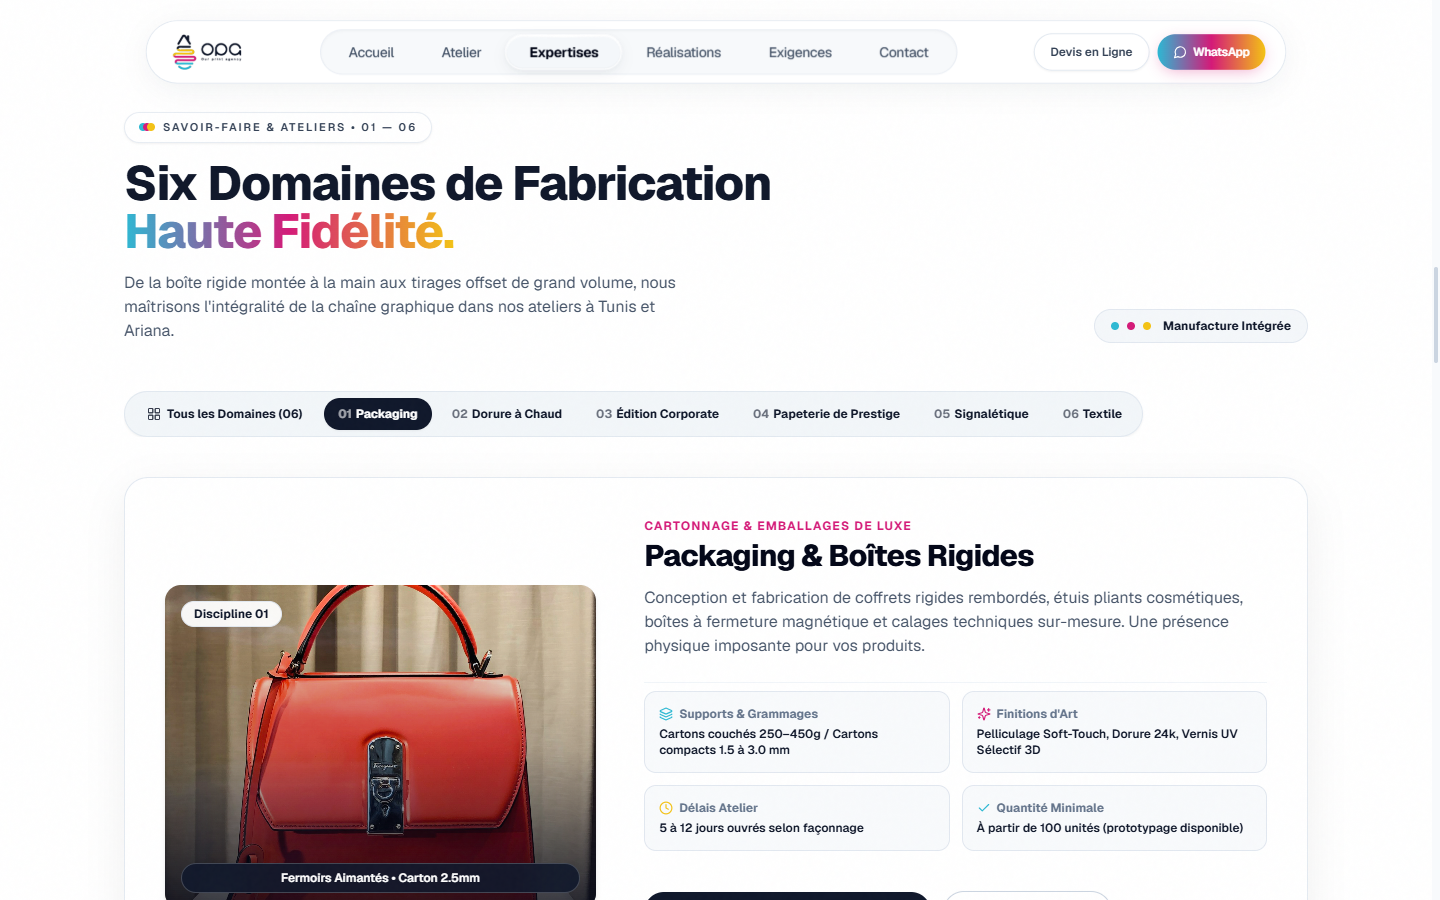 opa
Our print agency
Accueil
Atelier
Expertises
Réalisations
Exigences
Contact
Devis en Ligne
WhatsApp
SAVOIR-FAIRE & ATELIERS • 01 — 06
Six Domaines de Fabrication
Haute Fidélité.
De la boîte rigide montée à la main aux tirages offset de grand volume, nous
maîtrisons l'intégralité de la chaîne graphique dans nos ateliers à Tunis et
Ariana.
Manufacture Intégrée
Tous les Domaines (06)
01 Packaging
02 Dorure à Chaud
03 Édition Corporate
04 Papeterie de Prestige
05 Signalétique
06 Textile
CARTONNAGE & EMBALLAGES DE LUXE
Packaging & Boîtes Rigides
Conception et fabrication de coffrets rigides rembordés, étuis pliants cosmétiques,
boîtes à fermeture magnétique et calages techniques sur-mesure. Une présence
physique imposante pour vos produits.
Discipline 01
Fermoirs Aimantés • Carton 2.5mm
Supports & Grammages
Cartons couchés 250–450g / Cartons
compacts 1.5 à 3.0 mm
Finitions d'Art
Pelliculage Soft-Touch, Dorure 24k, Vernis UV
Sélectif 3D
Délais Atelier
5 à 12 jours ouvrés selon façonnage
Quantité Minimale
À partir de 100 unités (prototypage disponible)